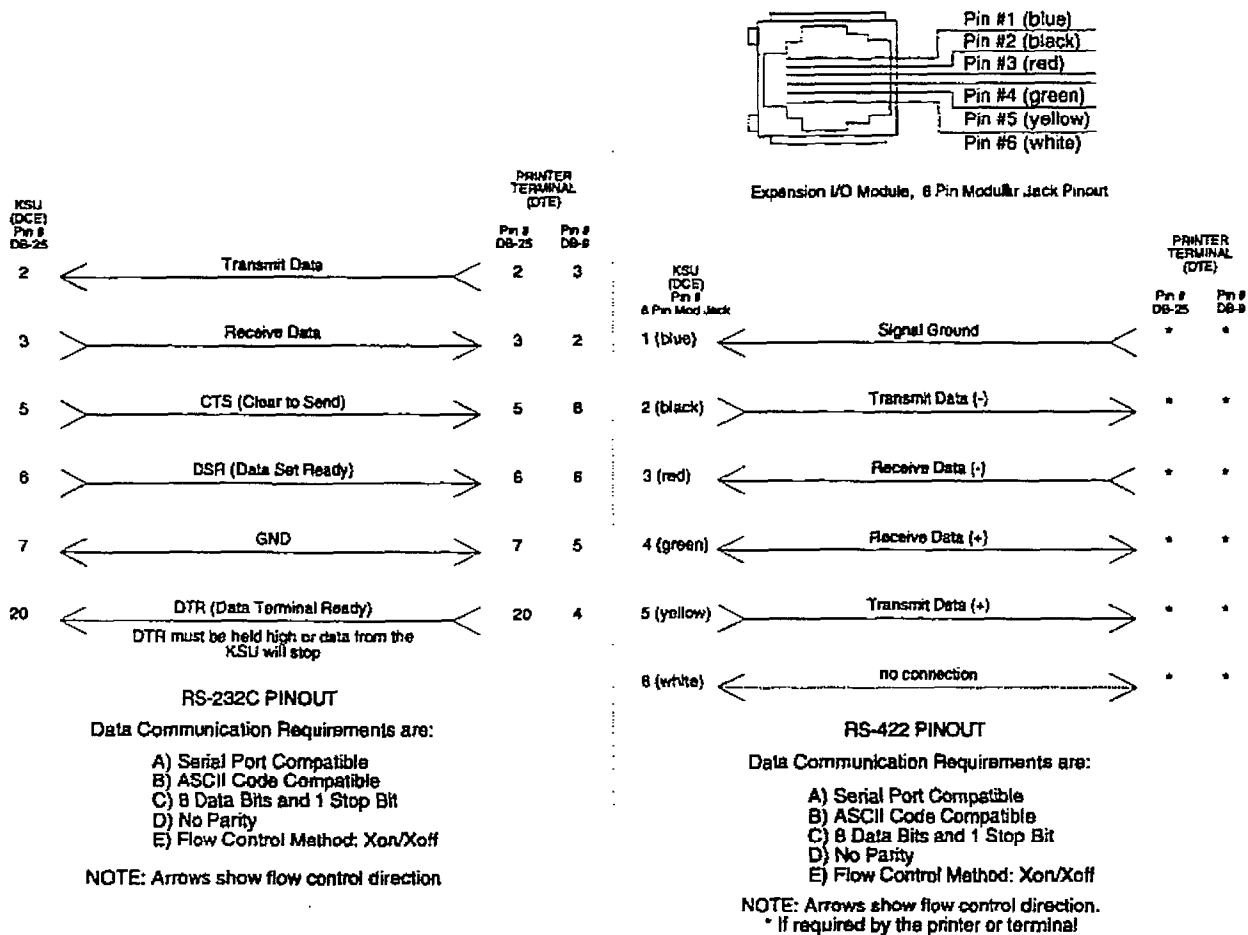 Pin #1 (blue)
Pin #2 (black)
Pin #3 (red)
Pin #4 (green)
Pin #5 (yellow)
Pin #6 (white)
Expansion I/O Module, 6 Pin Modular Jack Pinout
KSU
(DCE)
Pin #
DB-25
PRINTER
TERMINAL
(DTE)
Pin #
DB-25
Pin #
DB-9
2 Transmit Data 2 3
3 Receive Data 3 2
5 CTS (Clear to Send) 5 8
6 DSR (Data Set Ready) 6 6
7 GND 7 5
20 DTR (Data Terminal Ready) 20 4
DTR must be held high or data from the
KSU will stop
RS-232C PINOUT
Data Communication Requirements are:
A) Serial Port Compatible
B) ASCII Code Compatible
C) 8 Data Bits and 1 Stop Bit
D) No Parity
E) Flow Control Method: Xon/Xoff
NOTE: Arrows show flow control direction
KSU
(DCE)
Pin #
6 Pin Mod Jack
PRINTER
TERMINAL
(DTE)
Pin #
DB-25
Pin #
DB-9
1 (blue) Signal Ground * *
2 (black) Transmit Data (-) * *
3 (red) Receive Data (-) * *
4 (green) Receive Data (+) * *
5 (yellow) Transmit Data (+) * *
6 (white) no connection * *
RS-422 PINOUT
Data Communication Requirements are:
A) Serial Port Compatible
B) ASCII Code Compatible
C) 8 Data Bits and 1 Stop Bit
D) No Parity
E) Flow Control Method: Xon/Xoff
NOTE: Arrows show flow control direction.
* If required by the printer or terminal